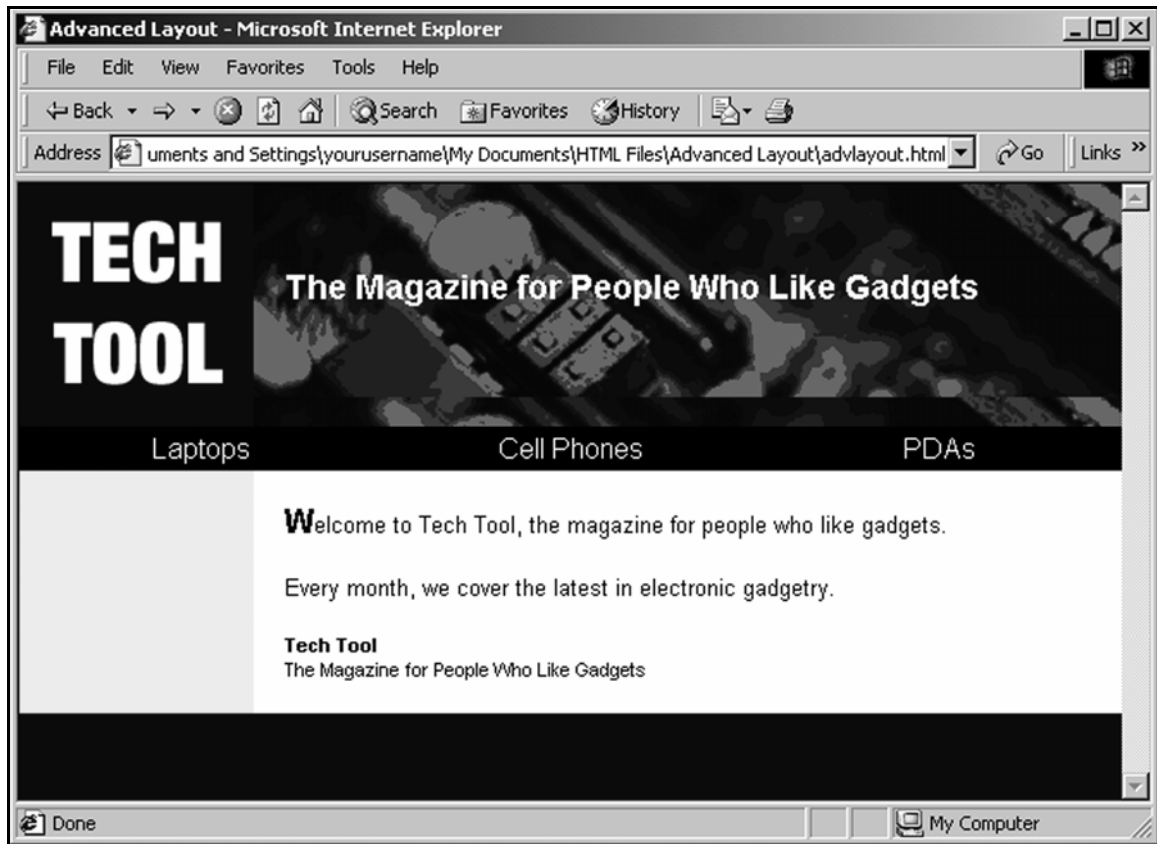 Advanced Layout - Microsoft Internet Explorer
File Edit View Favorites Tools Help
Back Search Favorites History
Address uments and Settings\yourusername\My Documents\HTML Files\Advanced Layout\advlayout.html Go Links »
TECH
TOOL
The Magazine for People Who Like Gadgets
Laptops Cell Phones PDAs
Welcome to Tech Tool, the magazine for people who like gadgets.
Every month, we cover the latest in electronic gadgetry.
Tech Tool
The Magazine for People Who Like Gadgets
Done My Computer